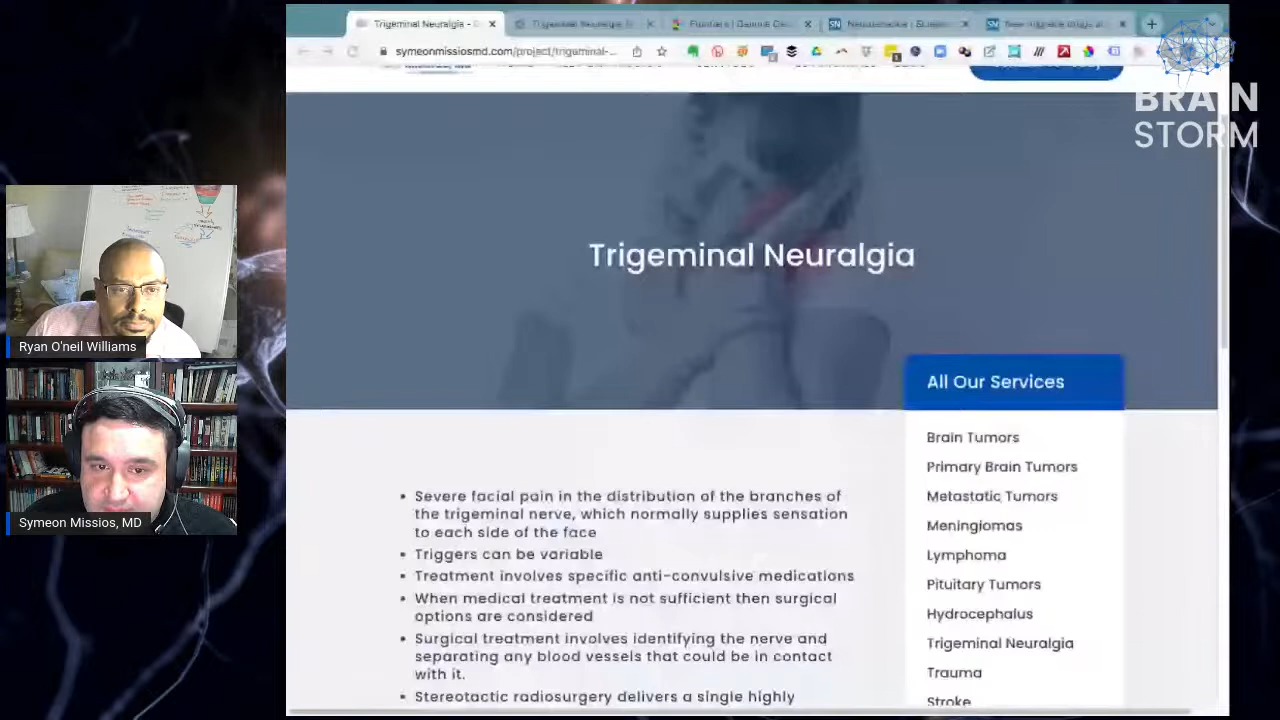 Trigeminal Neuralgia -
symeonmissiosmd.com/project/trigeminal-...
BRAIN
STORM
Trigeminal Neuralgia
Ryan O'neil Williams
Symeon Missios, MD
All Our Services
Brain Tumors
Primary Brain Tumors
Metastatic Tumors
Meningiomas
Lymphoma
Pituitary Tumors
Hydrocephalus
Trigeminal Neuralgia
Trauma
Stroke
• Severe facial pain in the distribution of the branches of
the trigeminal nerve, which normally supplies sensation
to each side of the face
• Triggers can be variable
• Treatment involves specific anti-convulsive medications
• When medical treatment is not sufficient then surgical
options are considered
• Surgical treatment involves identifying the nerve and
separating any blood vessels that could be in contact
with it.
• Stereotactic radiosurgery delivers a single highly